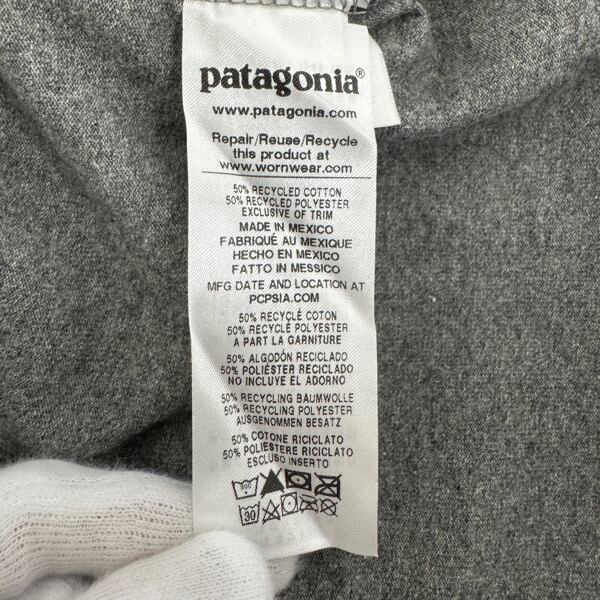 patagonia®
www.patagonia.com
Repair/Reuse/Recycle
this product at
www.wornwear.com
50% RECYCLED COTTON
50% RECYCLED POLYESTER
EXCLUSIVE OF TRIM
MADE IN MEXICO
FABRIQUÉ AU MEXIQUE
HECHO EN MEXICO
FATTO IN MESSICO
MFG DATE AND LOCATION AT
PCPSIA.COM
50% RECYCLÉ COTON
50% RECYCLÉ POLYESTER
A PART LA GARNITURE
50% ALGODÓN RECICLADO
50% POLIÉSTER RECICLADO
NO INCLUYE EL ADORNO
50% RECYCLING BAUMWOLLE
50% RECYCLING POLYESTER
AUSGENOMMEN BESATZ
50% COTONE RICICLATO
50% POLIESTERE RICICLATO
ESCLUSO INSERTO
30